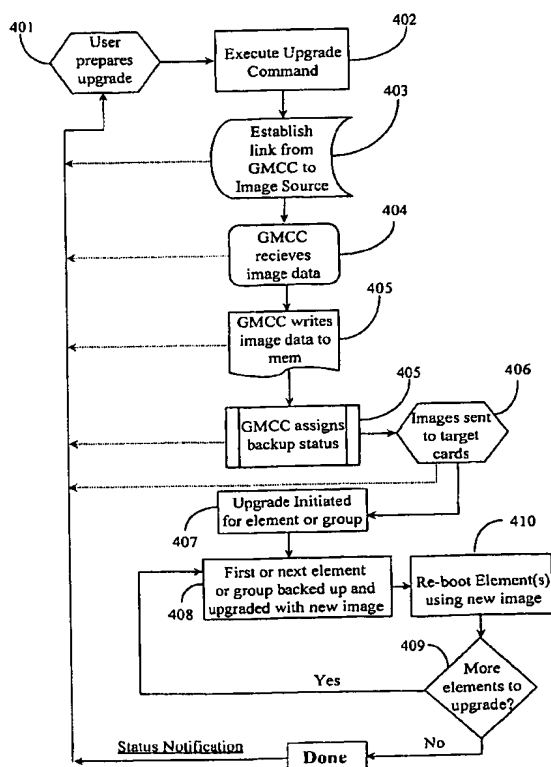 401
User
prepares
upgrade
402
Execute Upgrade
Command
403
Establish
link from
GMCC to
Image Source
404
GMCC
recieves
image data
405
GMCC writes
image data to
mem
405
GMCC assigns
backup status
406
Images sent
to target
cards
Upgrade Initiated
for element or group
407
410
First or next element
or group backed up and
upgraded with new image
408
Re-boot Element(s)
using new image
409
More
elements to
upgrade?
Yes
No
Status Notification
Done